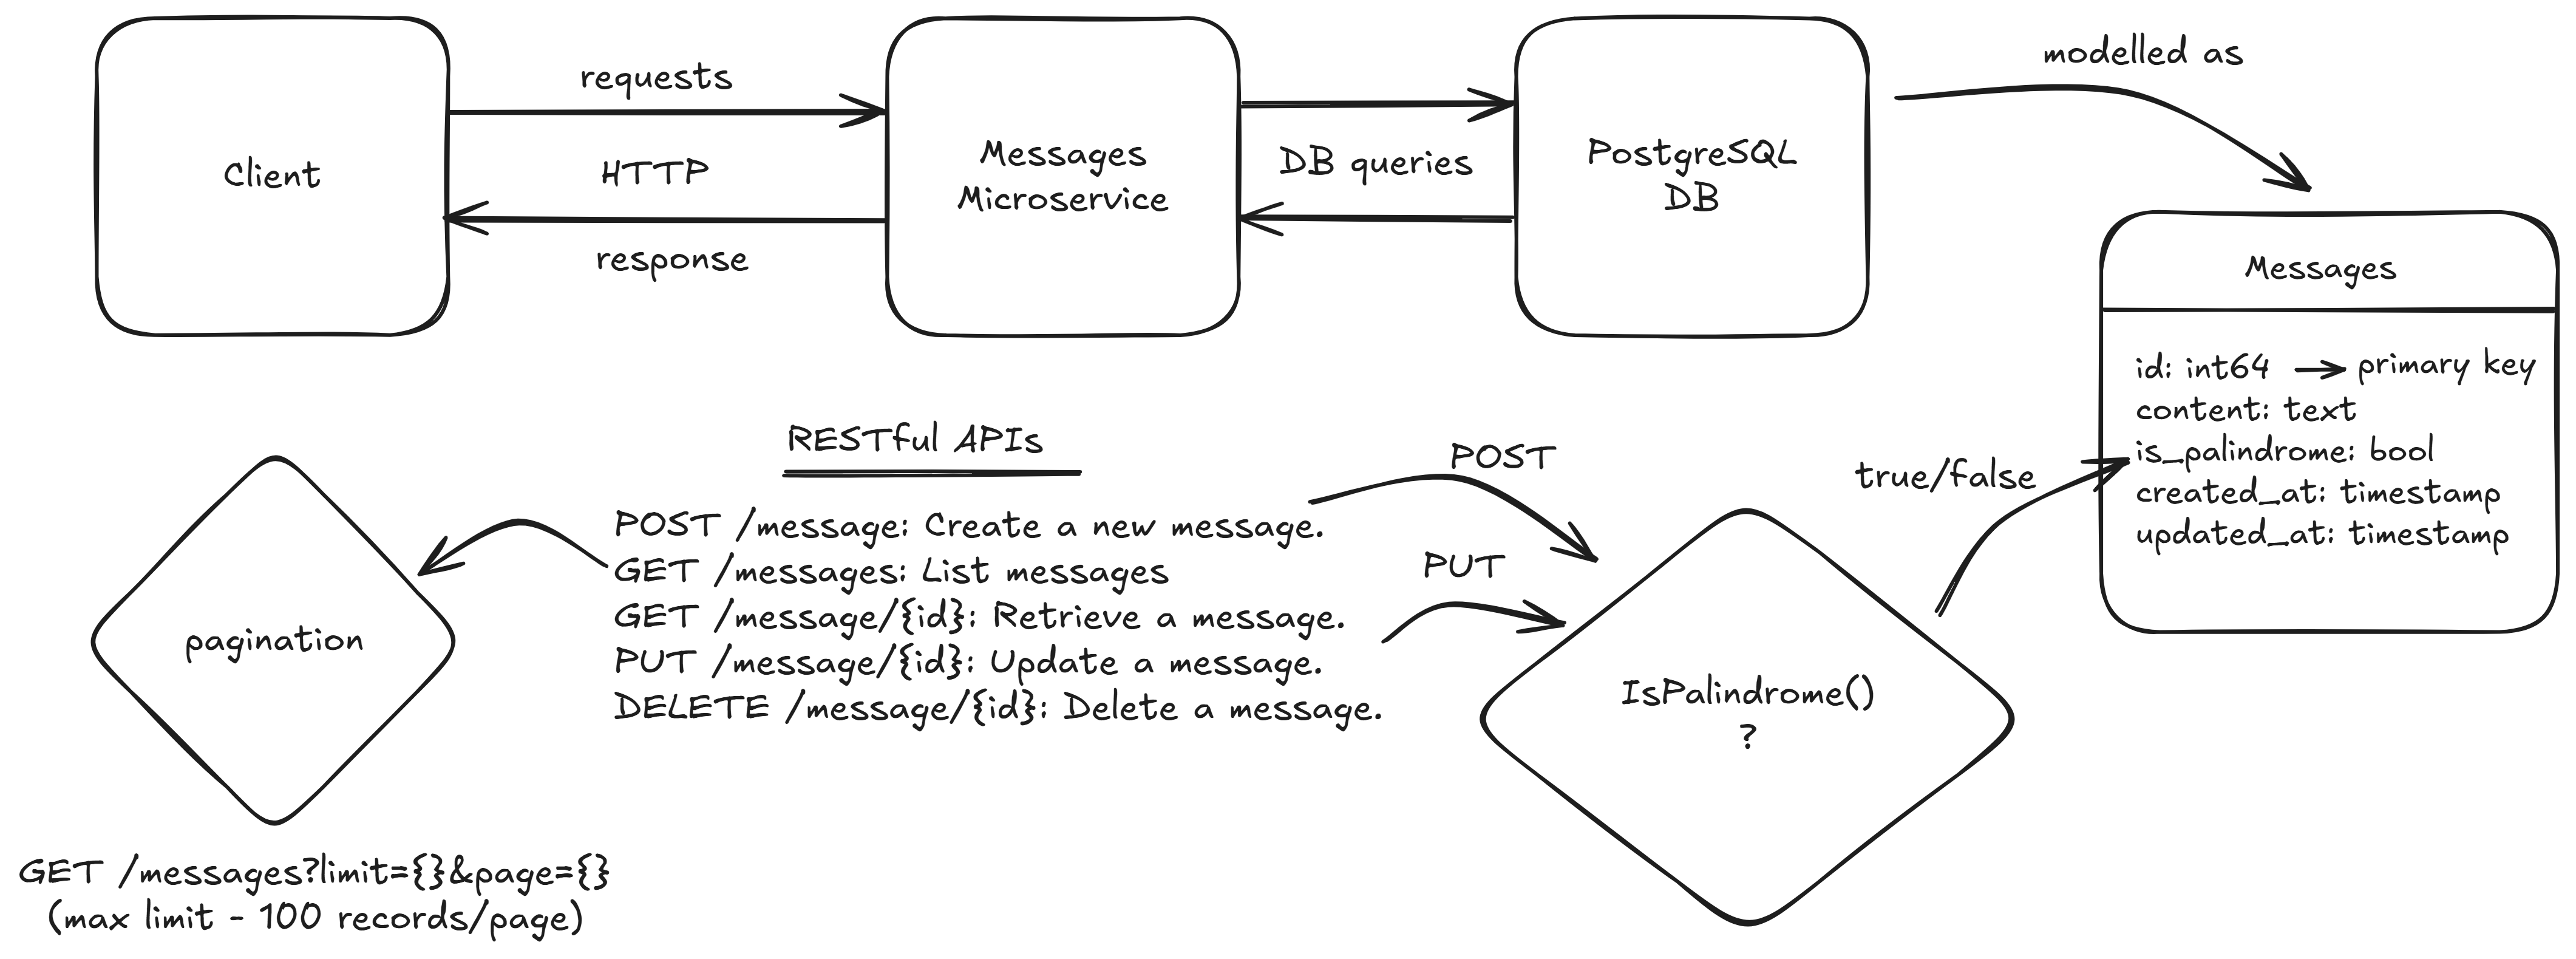 Client
requests
HTTP
response
Messages
Microservice
DB queries
PostgreSQL
DB
modelled as
Messages
id: int64 → primary key
content: text
is_palindrome: bool
created_at: timestamp
updated_at: timestamp
RESTful APIs
POST /message: Create a new message.
GET /messages: List messages
GET /message/{id}: Retrieve a message.
PUT /message/{id}: Update a message.
DELETE /message/{id}: Delete a message.
POST
PUT
IsPalindrome()
?
true/false
pagination
GET /messages?limit={}&page={}
(max limit - 100 records/page)